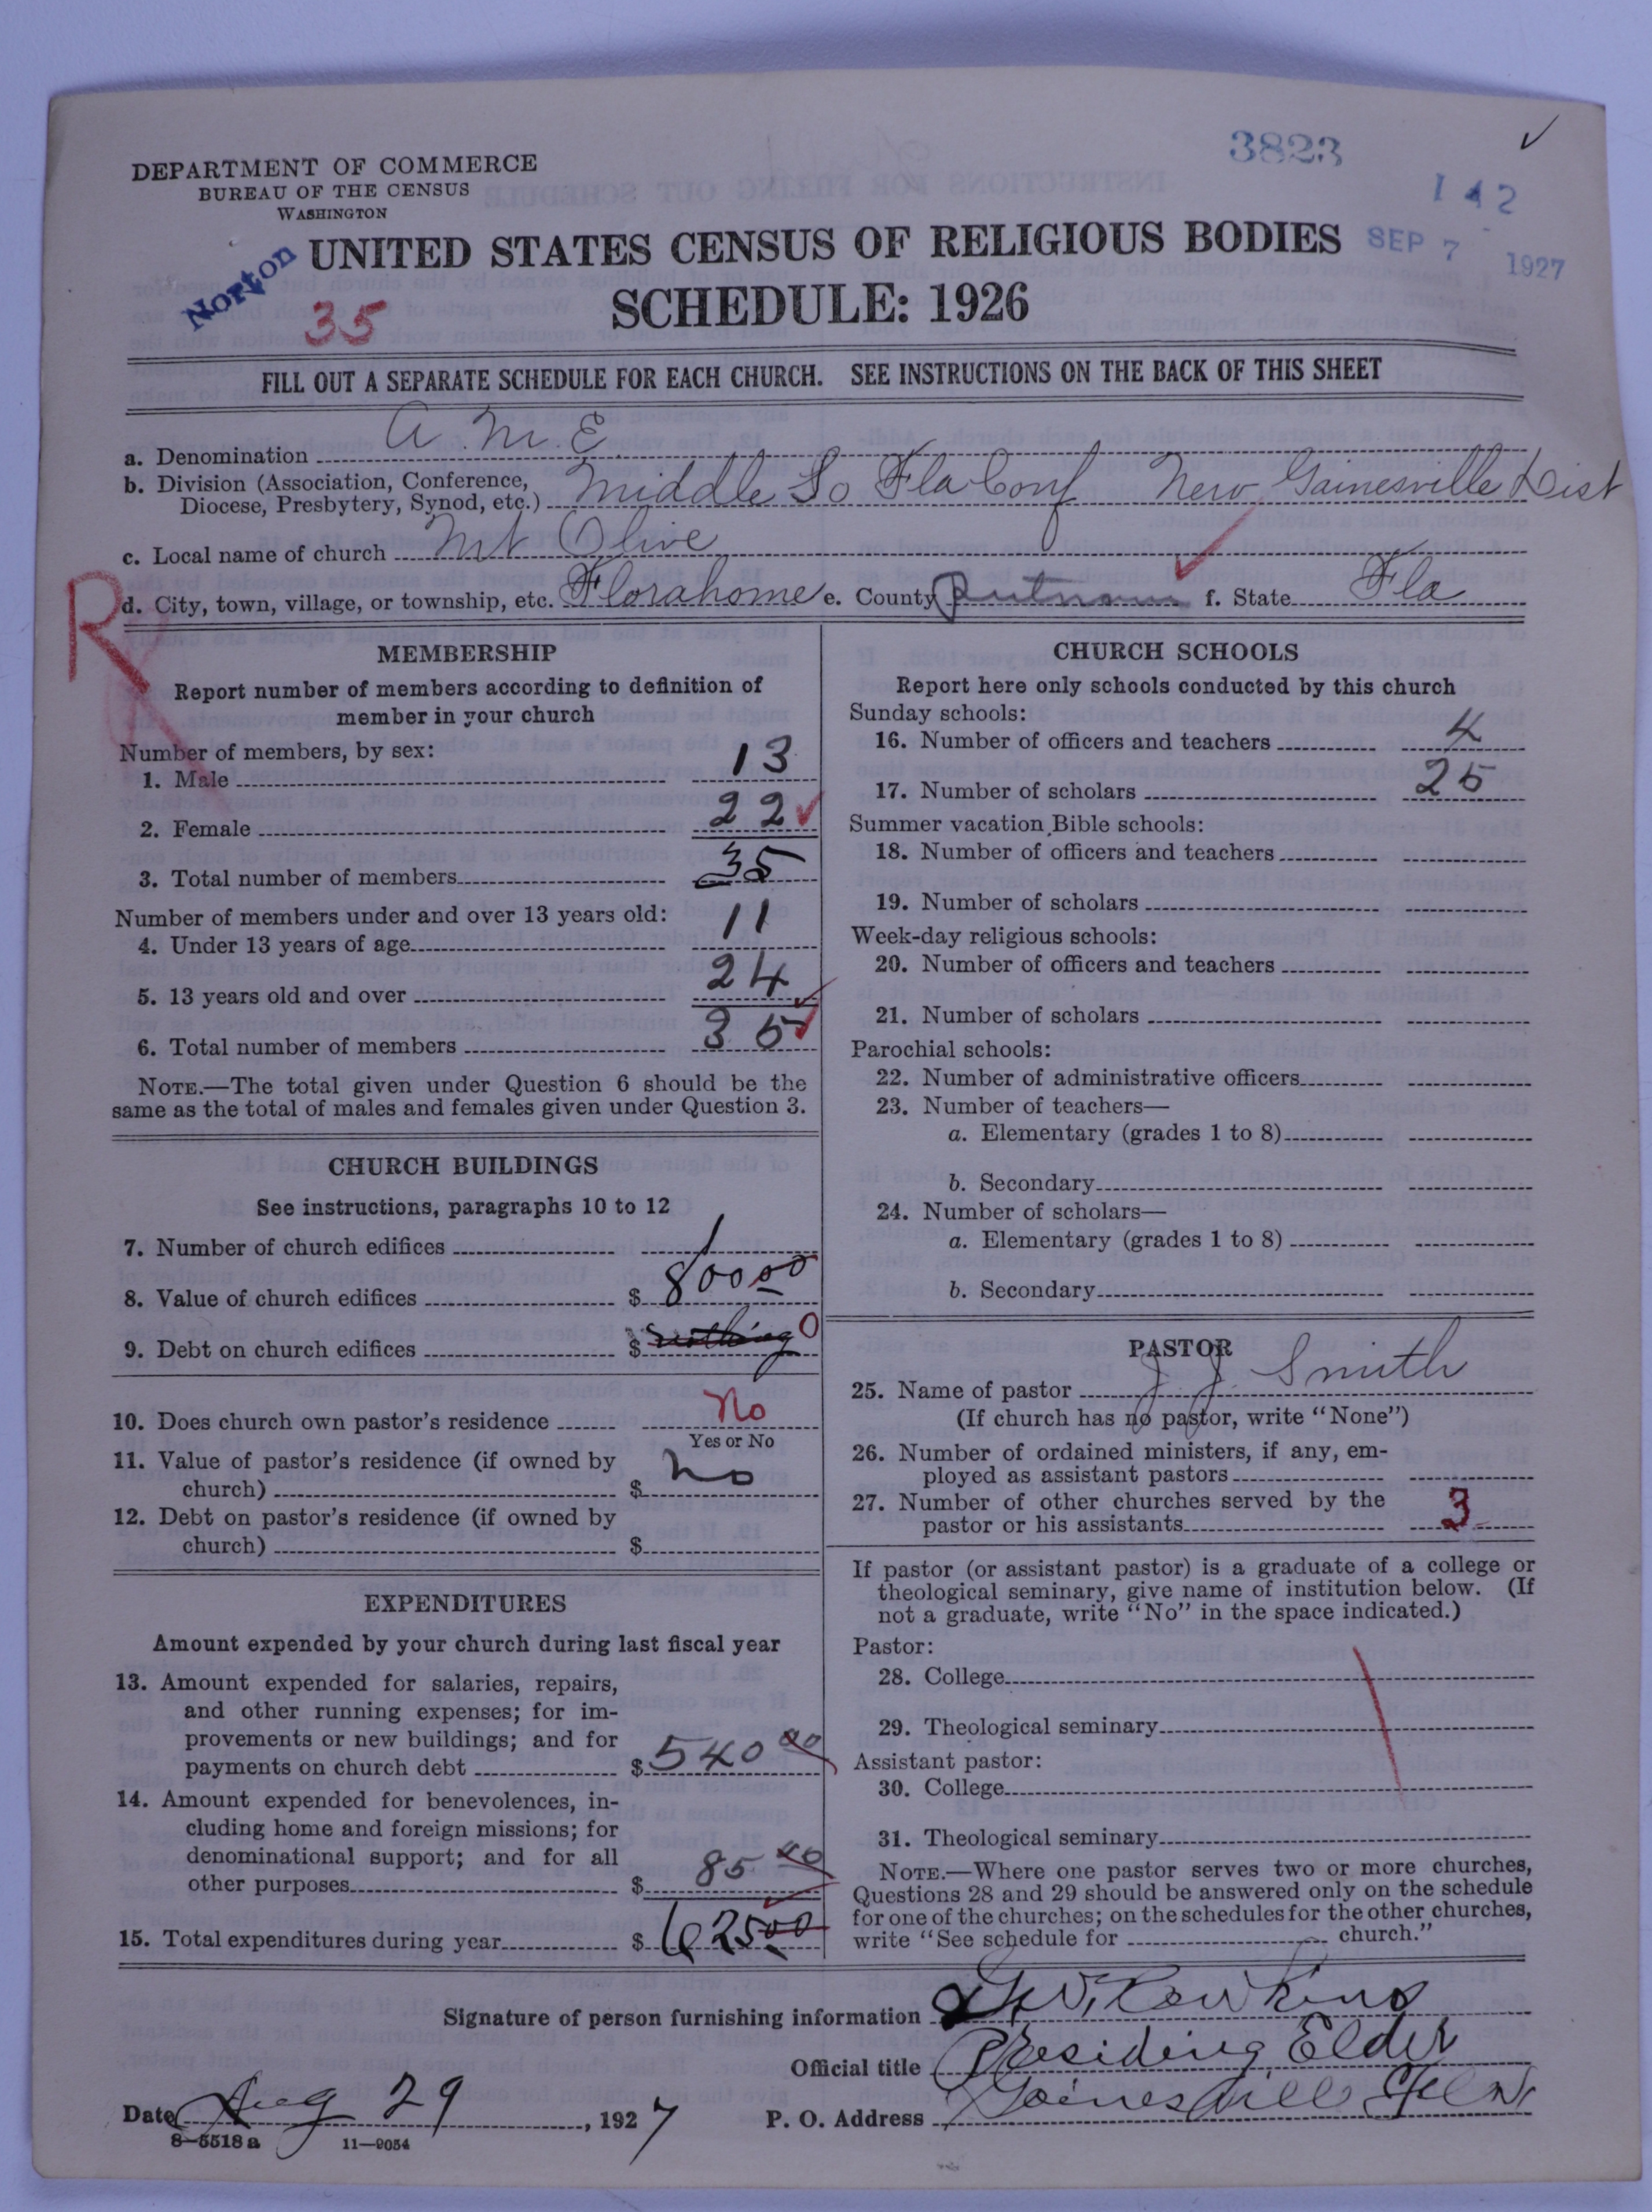 3823
✓
DEPARTMENT OF COMMERCE
BUREAU OF THE CENSUS
WASHINGTON
142
SEP 7 1927
Norton
UNITED STATES CENSUS OF RELIGIOUS BODIES
35
SCHEDULE: 1926
FILL OUT A SEPARATE SCHEDULE FOR EACH CHURCH. SEE INSTRUCTIONS ON THE BACK OF THIS SHEET
a. Denomination A. M. E.
b. Division (Association, Conference, Diocese, Presbytery, Synod, etc.) Middle So Fla Conf New Gainesville Dist
c. Local name of church Mt Olive
R
d. City, town, village, or township, etc. Florahome e. County Putnam f. State Fla
MEMBERSHIP
Report number of members according to definition of
member in your church
Number of members, by sex:
1. Male 13
2. Female 22
3. Total number of members 35
Number of members under and over 13 years old:
4. Under 13 years of age 11
5. 13 years old and over 24
6. Total number of members 35
NOTE.—The total given under Question 6 should be the
same as the total of males and females given under Question 3.
CHURCH BUILDINGS
See instructions, paragraphs 10 to 12
7. Number of church edifices 1
8. Value of church edifices $ 80000
9. Debt on church edifices $ nothing 0
10. Does church own pastor's residence No
Yes or No
11. Value of pastor's residence (if owned by
church) $ no
12. Debt on pastor's residence (if owned by
church) $
EXPENDITURES
Amount expended by your church during last fiscal year
13. Amount expended for salaries, repairs,
and other running expenses; for im-
provements or new buildings; and for
payments on church debt $ 540 00
14. Amount expended for benevolences, in-
cluding home and foreign missions; for
denominational support; and for all
other purposes $ 85 00
15. Total expenditures during year $ 625 00
CHURCH SCHOOLS
Report here only schools conducted by this church
Sunday schools:
16. Number of officers and teachers 4
17. Number of scholars 25
Summer vacation Bible schools:
18. Number of officers and teachers
19. Number of scholars
Week-day religious schools:
20. Number of officers and teachers
21. Number of scholars
Parochial schools:
22. Number of administrative officers
23. Number of teachers—
a. Elementary (grades 1 to 8)
b. Secondary
24. Number of scholars—
a. Elementary (grades 1 to 8)
b. Secondary
PASTOR
25. Name of pastor J. J. Smith
(If church has no pastor, write "None")
26. Number of ordained ministers, if any, em-
ployed as assistant pastors
27. Number of other churches served by the
pastor or his assistants 3
If pastor (or assistant pastor) is a graduate of a college or
theological seminary, give name of institution below. (If
not a graduate, write "No" in the space indicated.)
Pastor:
28. College
29. Theological seminary
Assistant pastor:
30. College
31. Theological seminary
NOTE.—Where one pastor serves two or more churches,
Questions 28 and 29 should be answered only on the schedule
for one of the churches; on the schedules for the other churches,
write "See schedule for church."
Signature of person furnishing information
Official title Presiding Elder
Date Aug 29, 1927 P. O. Address Gainesville Fla
8-5518a 11-9054